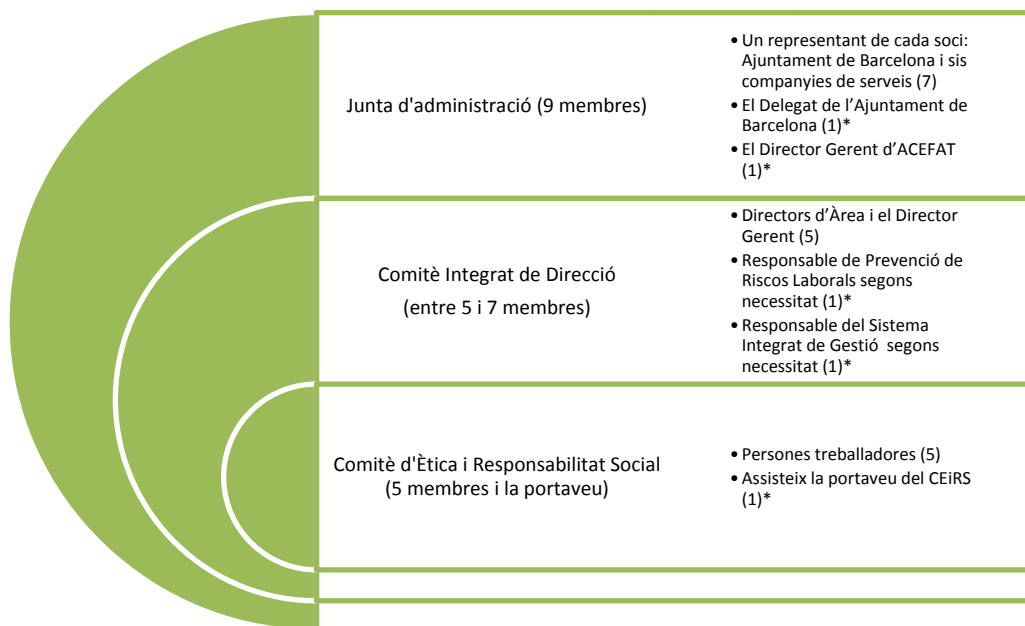 Junta d'administració (9 membres)
• Un representant de cada soci:
Ajuntament de Barcelona i sis
companyies de serveis (7)
• El Delegat de l’Ajuntament de
Barcelona (1)*
• El Director Gerent d’ACEFAT
(1)*
Comitè Integrat de Direcció
(entre 5 i 7 membres)
• Directors d’Àrea i el Director
Gerent (5)
• Responsable de Prevenció de
Riscos Laborals segons
necessitat (1)*
• Responsable del Sistema
Integrat de Gestió segons
necessitat (1)*
Comitè d'Ètica i Responsabilitat Social
(5 membres i la portaveu)
• Persones treballadores (5)
• Assisteix la portaveu del CEiRS
(1)*